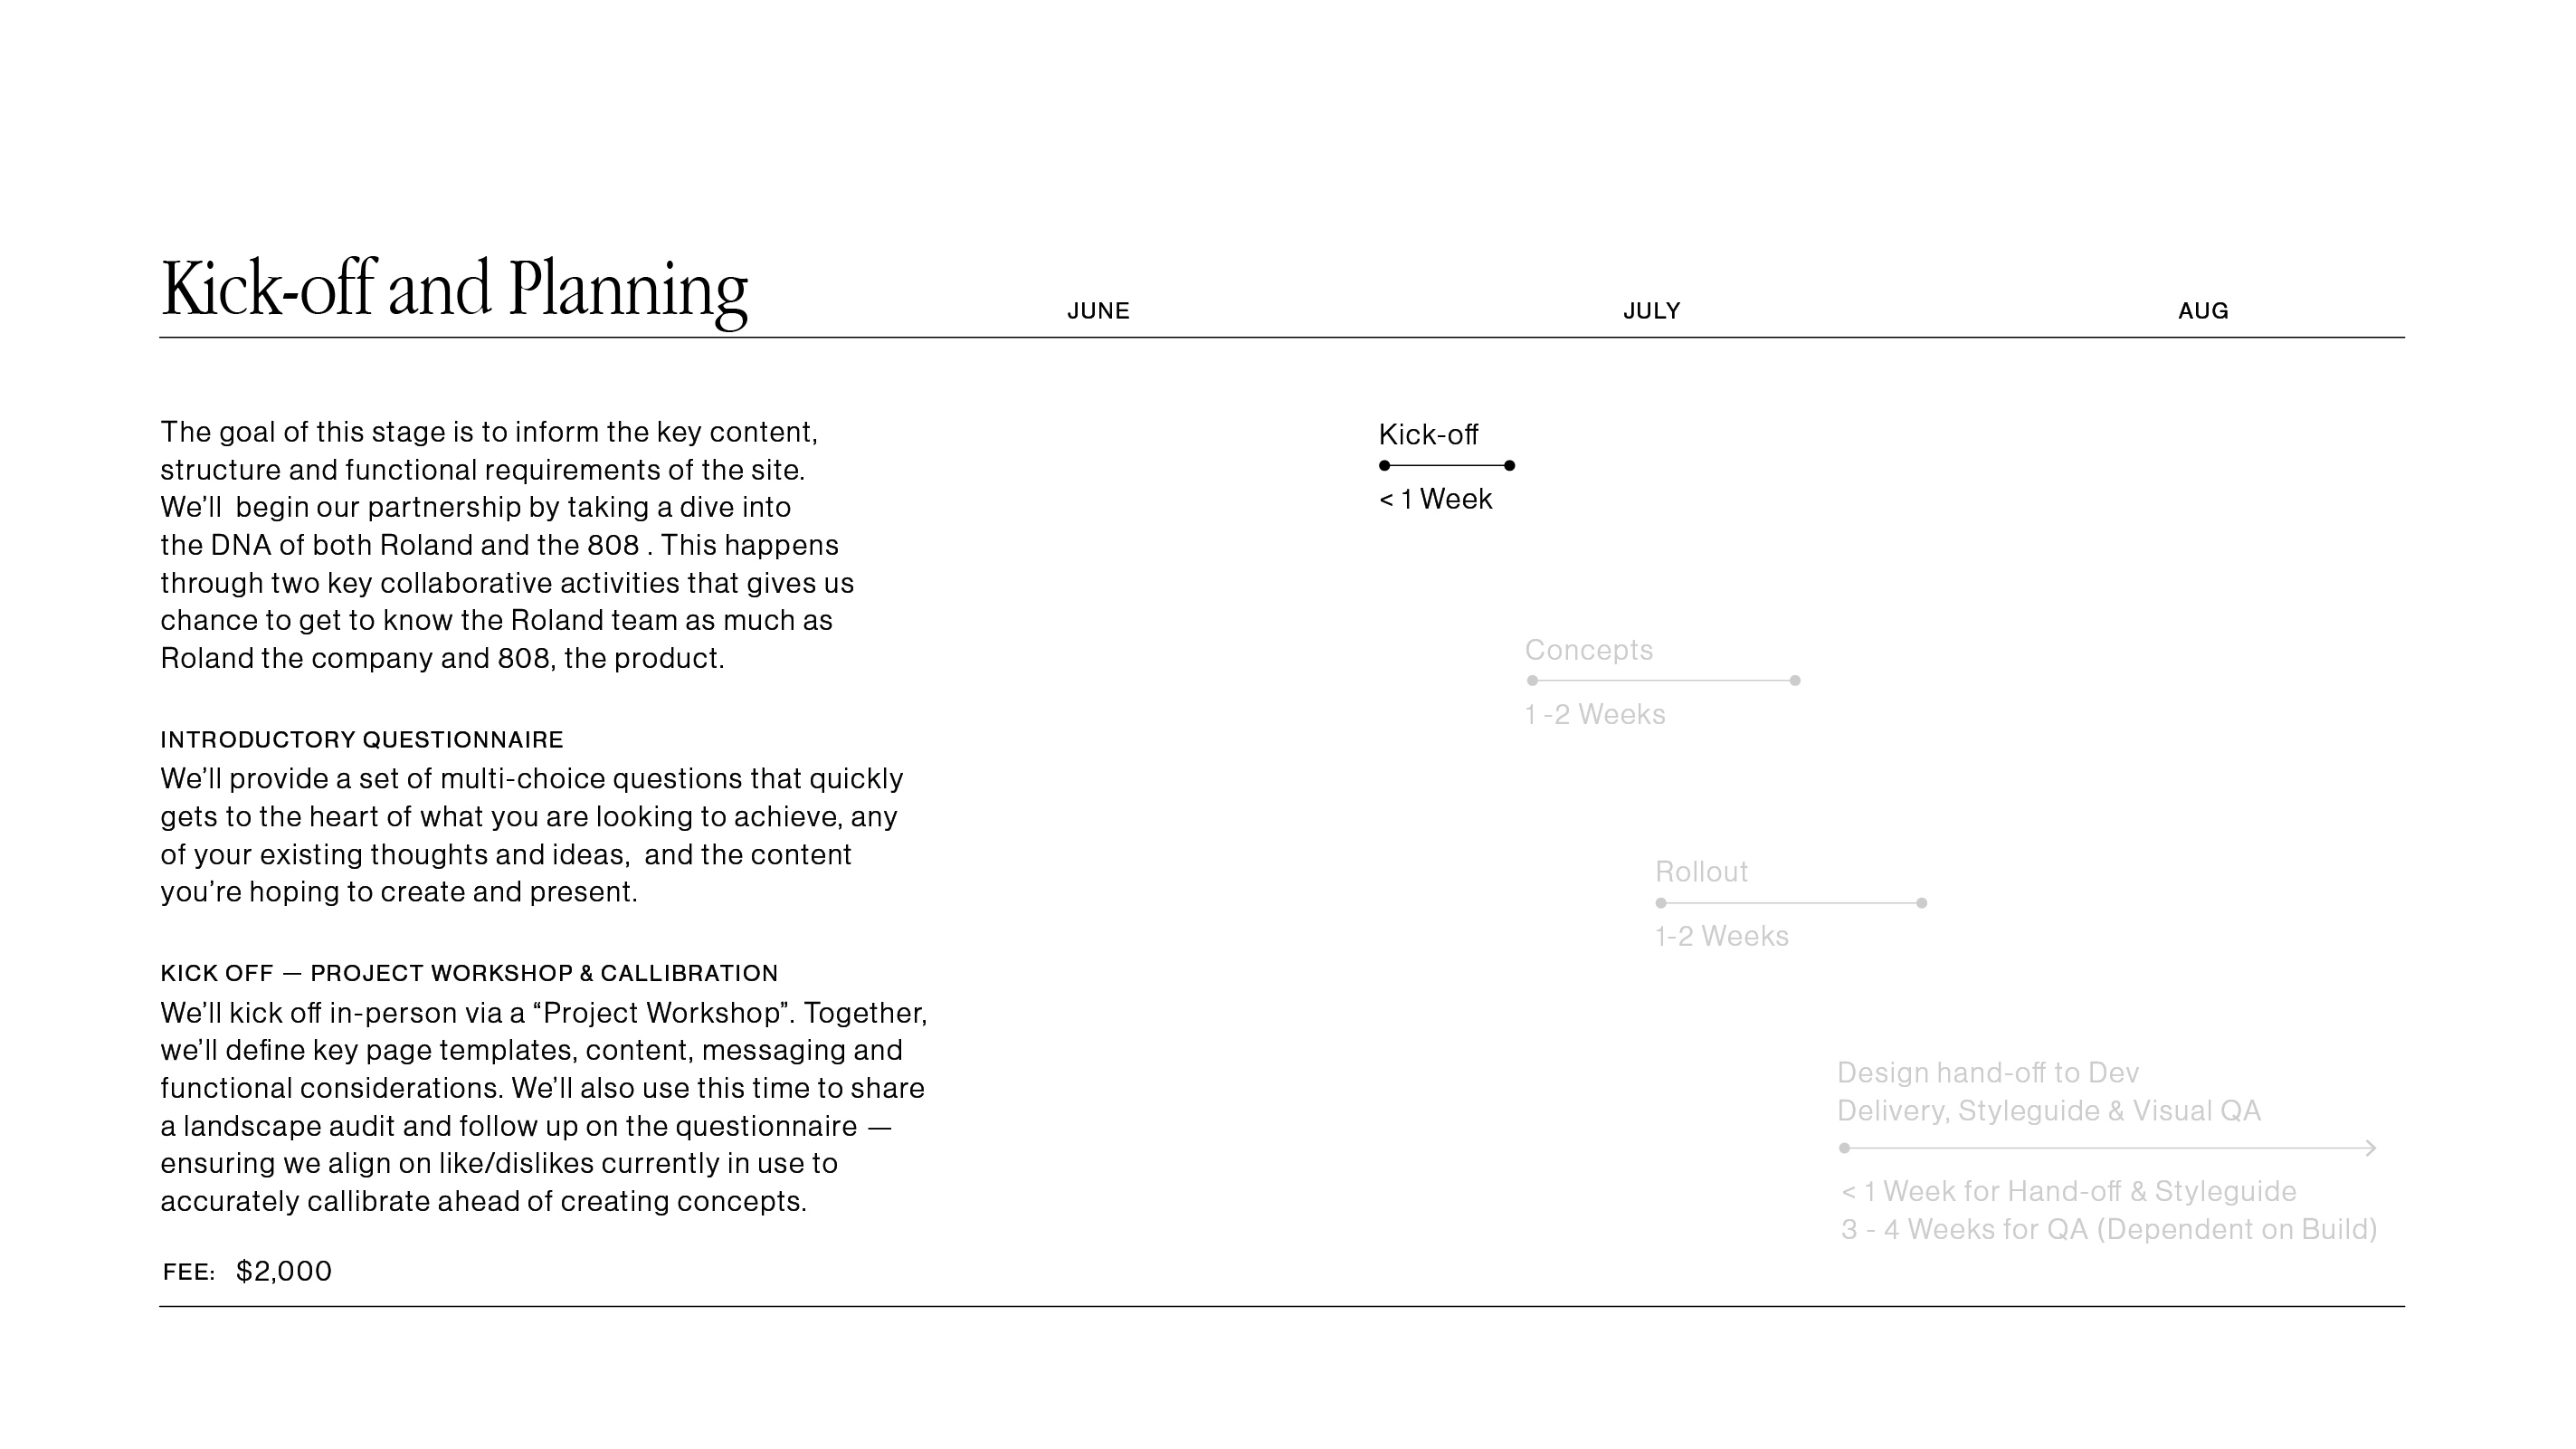 Kick-off and Planning
JUNE
JULY
AUG
The goal of this stage is to inform the key content,
structure and functional requirements of the site.
We’ll  begin our partnership by taking a dive into
the DNA of both Roland and the 808 . This happens
through two key collaborative activities that gives us
chance to get to know the Roland team as much as
Roland the company and 808, the product.
INTRODUCTORY QUESTIONNAIRE
We’ll provide a set of multi-choice questions that quickly
gets to the heart of what you are looking to achieve, any
of your existing thoughts and ideas,  and the content
you’re hoping to create and present.
KICK OFF — PROJECT WORKSHOP & CALLIBRATION
We’ll kick off in-person via a “Project Workshop”. Together,
we’ll define key page templates, content, messaging and
functional considerations. We’ll also use this time to share
a landscape audit and follow up on the questionnaire —
ensuring we align on like/dislikes currently in use to
accurately callibrate ahead of creating concepts.
FEE: $2,000
Kick-off
< 1 Week
Concepts
1 -2 Weeks
Rollout
1-2 Weeks
Design hand-off to Dev
Delivery, Styleguide & Visual QA
< 1 Week for Hand-off & Styleguide
3 - 4 Weeks for QA (Dependent on Build)